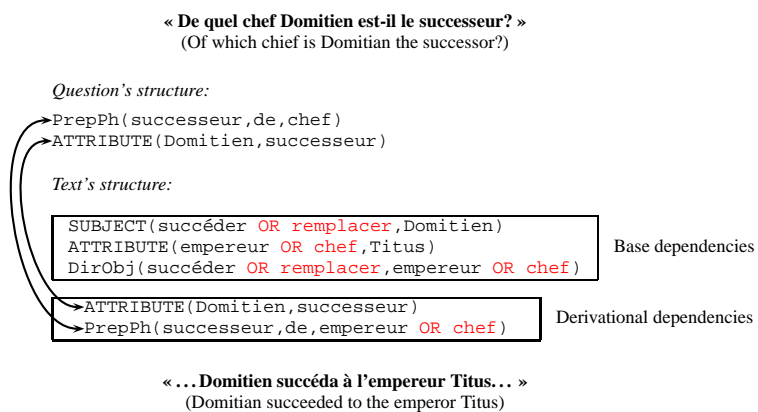 « De quel chef Domitien est-il le successeur? »
(Of which chief is Domitian the successor?)
Question's structure:
PrepPh(successeur,de,chef)
ATTRIBUTE(Domitien,successeur)
Text's structure:
SUBJECT(succéder OR remplacer,Domitien)
ATTRIBUTE(empereur OR chef,Titus)
DirObj(succéder OR remplacer,empereur OR chef)
Base dependencies
ATTRIBUTE(Domitien,successeur)
PrepPh(successeur,de,empereur OR chef)
Derivational dependencies
« ... Domitien succéda à l'empereur Titus... »
(Domitian succeeded to the emperor Titus)